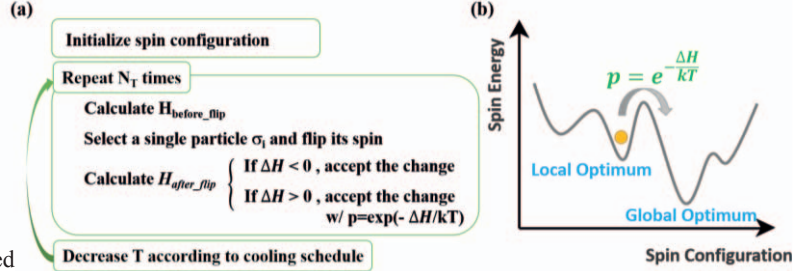 (a)
Initialize spin configuration
Repeat N_T times
Calculate H_before_flip
Select a single particle σ_i and flip its spin
Calculate H_after_flip { If ΔH < 0 , accept the change
If ΔH > 0 , accept the change
w/ p=exp(- ΔH/kT)
Decrease T according to cooling schedule
ed
(b)
Spin Energy
p = e^{-ΔH/kT}
Local Optimum
Global Optimum
Spin Configuration